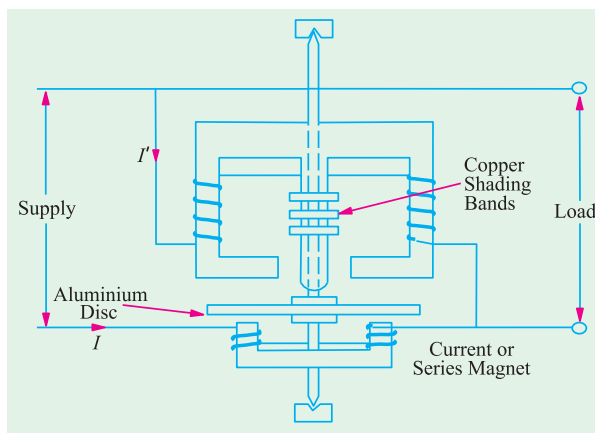 I'
Copper
Shading
Bands
Supply
Load
Aluminium
Disc
I
Current or
Series Magnet